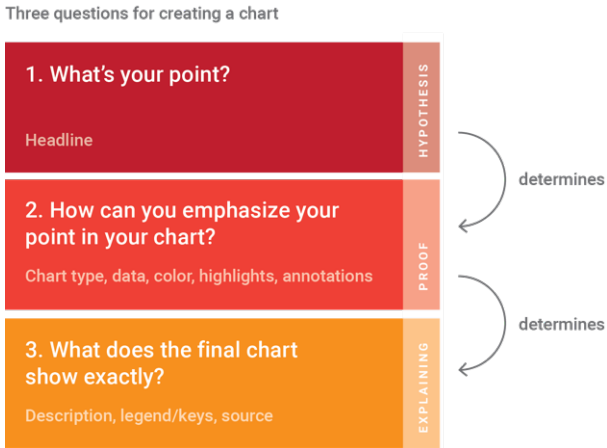 Three questions for creating a chart
1. What's your point?
Headline
HYPOTHESIS
determines
2. How can you emphasize your
point in your chart?
Chart type, data, color, highlights, annotations
PROOF
determines
3. What does the final chart
show exactly?
Description, legend/keys, source
EXPLAINING